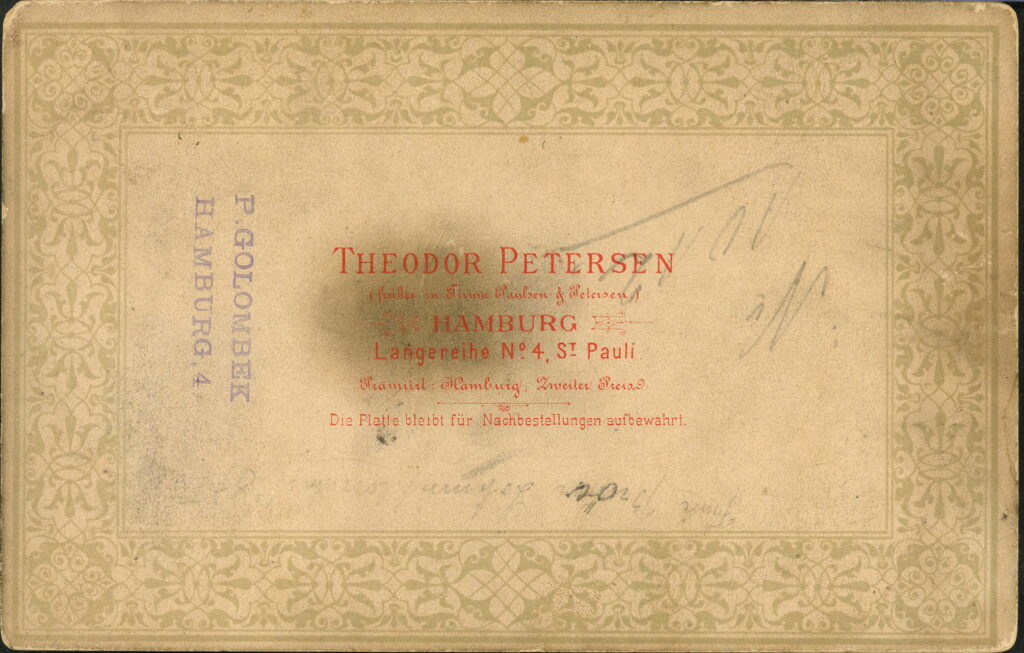 THEODOR PETERSEN
(früher in Firma Paulsen & Petersen)
HAMBURG
Langereihe No. 4, St. Pauli
Prämiirt: Hamburg, Zweiter Preis
Die Platte bleibt für Nachbestellungen aufbewahrt.
P. GOLOMBEK
HAMBURG, 4